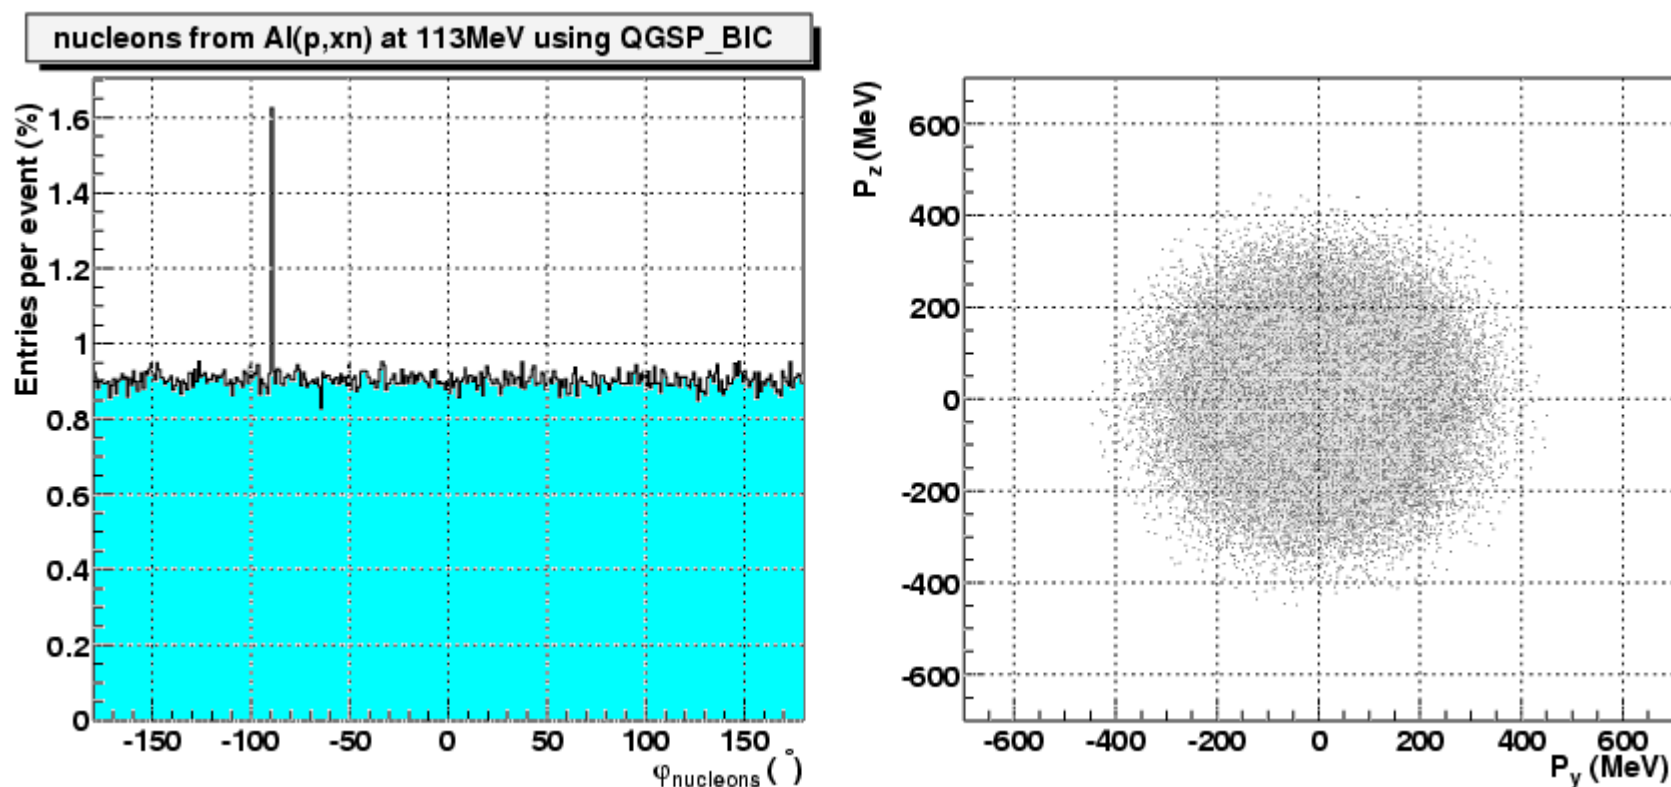 nucleons from Al(p,xn) at 113MeV using QGSP_BIC
Entries per event (%)
1.6
1.4
1.2
1
0.8
0.6
0.4
0.2
0
-150 -100 -50 0 50 100 150
φnucleons ( ° )
Pz (MeV)
600
400
200
0
-200
-400
-600
-600 -400 -200 0 200 400 600
Py (MeV)